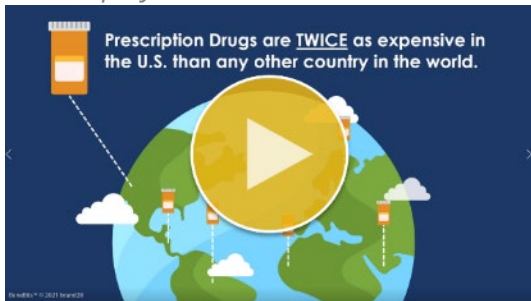 Prescription Drugs are TWICE as expensive in
the U.S. than any other country in the world.